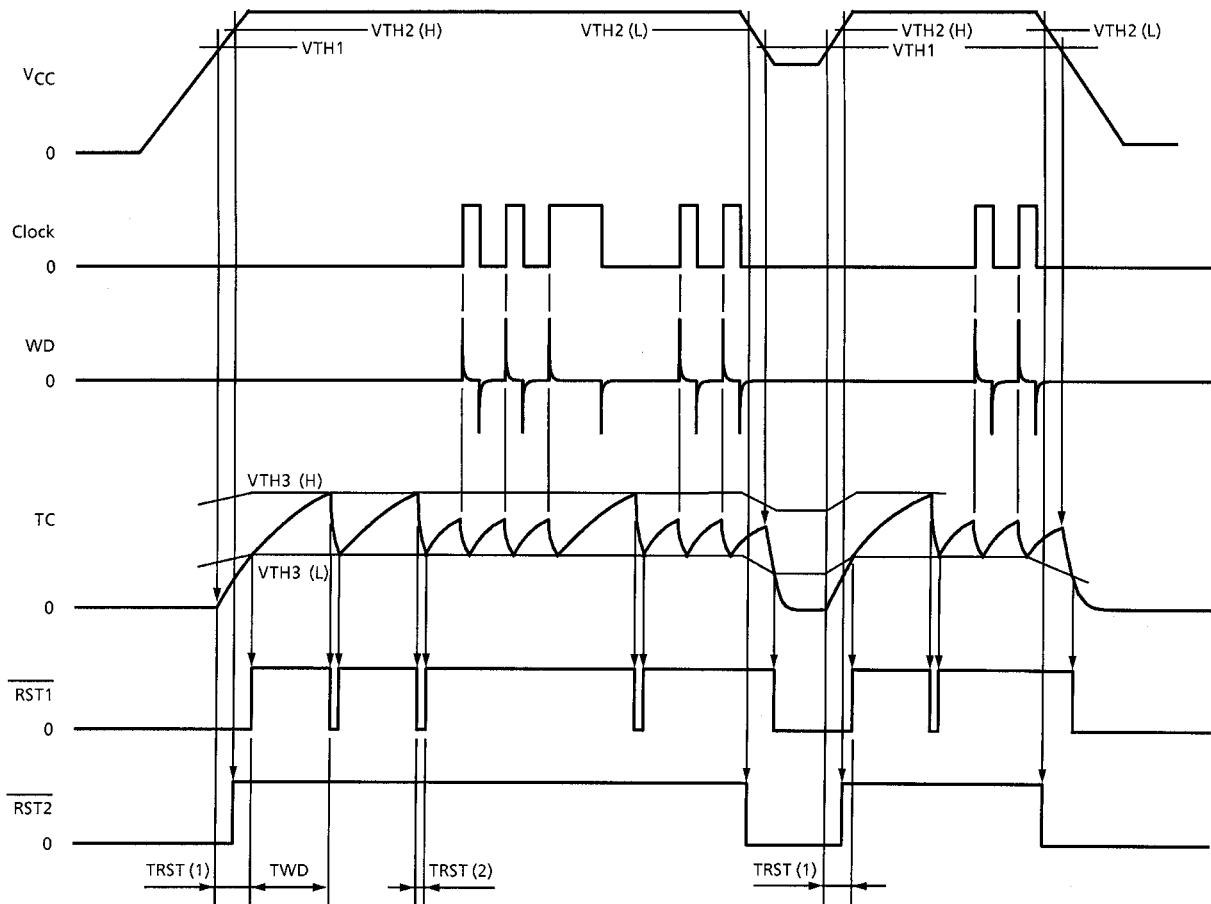 VTH2 (H)
VTH2 (L)
VTH2 (H)
VTH2 (L)
VTH1
VTH1
VCC
0
Clock
0
WD
0
VTH3 (H)
TC
VTH3 (L)
0
RST1
0
RST2
0
TRST (1)
TWD
TRST (2)
TRST (1)